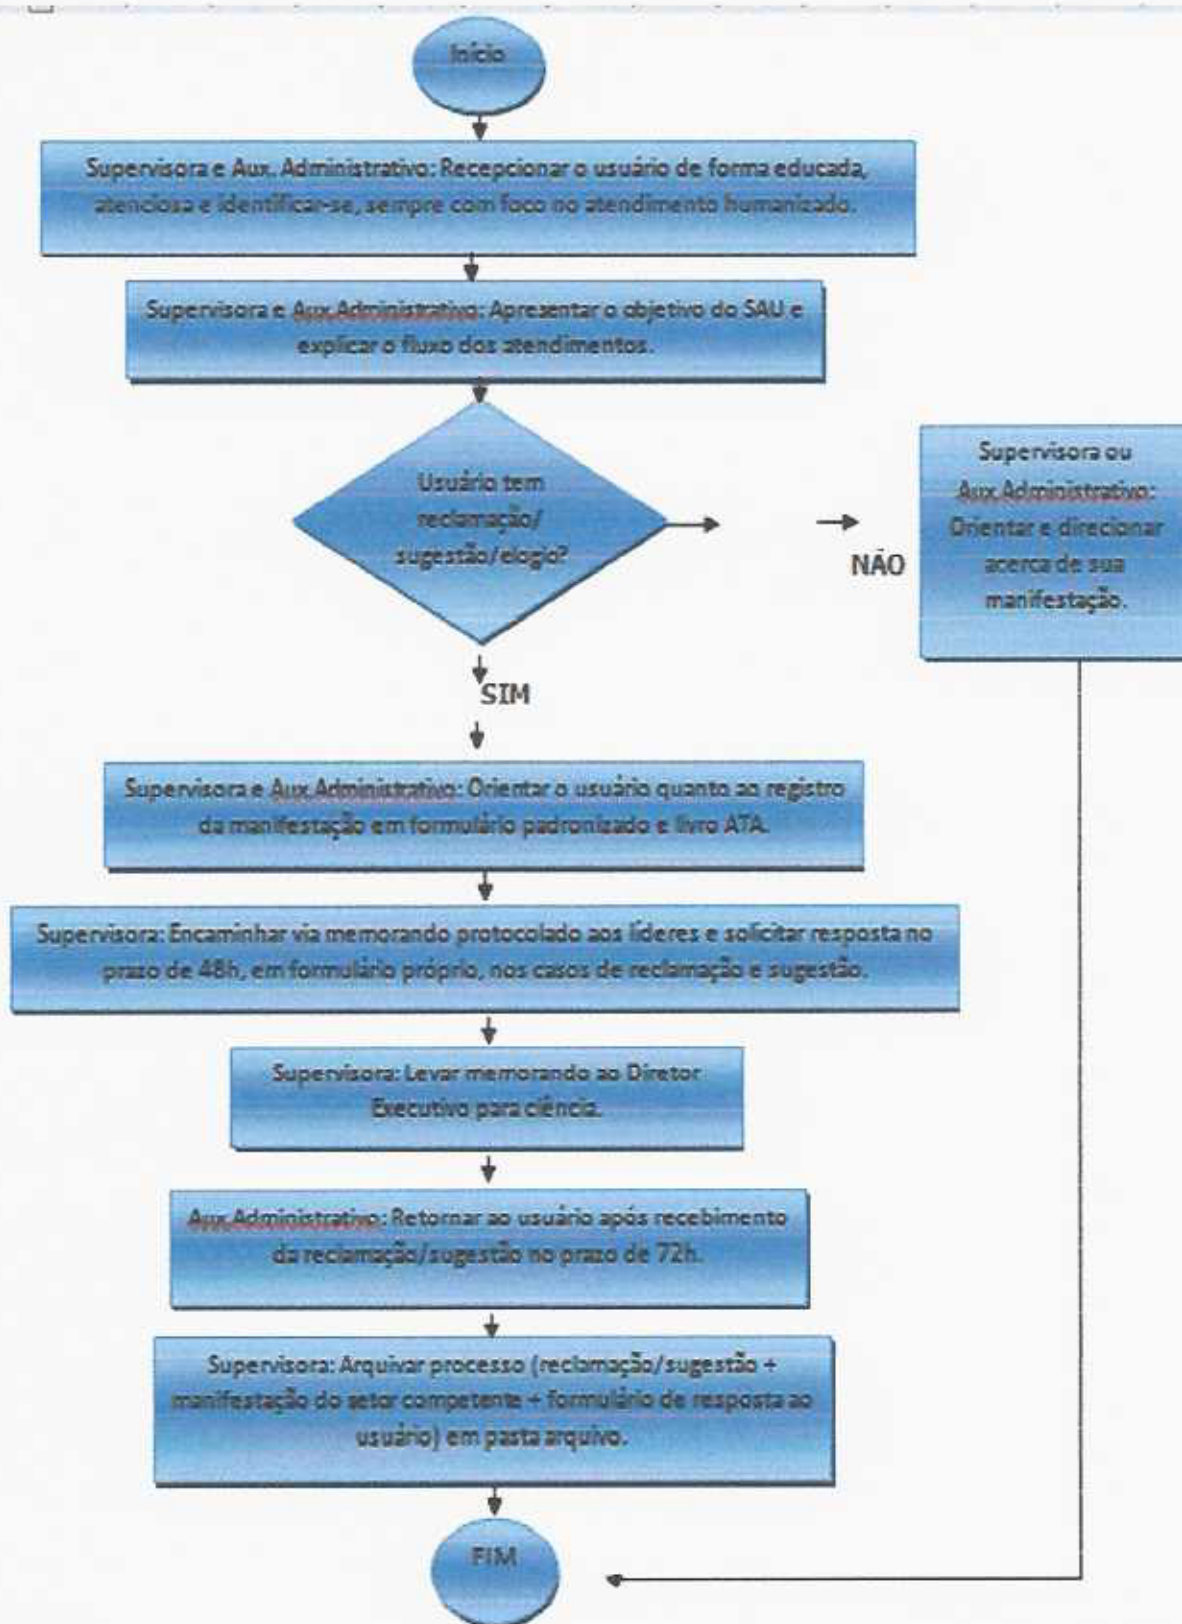 Início
Supervisora e Aux. Administrativo: Recepcionar o usuário de forma educada,
atenciosa e identificar-se, sempre com foco no atendimento humanizado.
Supervisora e Aux.Administrativo: Apresentar o objetivo do SAU e
explicar o fluxo dos atendimentos.
Usuário tem
reclamação/
sugestão/elogio?
NÃO
Supervisora ou
Aux.Administrativo:
Orientar e direcionar
acerca de sua
manifestação.
SIM
Supervisora e Aux.Administrativo: Orientar o usuário quanto ao registro
da manifestação em formulário padronizado e livro ATA.
Supervisora: Encaminhar via memorando protocolado aos líderes e solicitar resposta no
prazo de 48h, em formulário próprio, nos casos de reclamação e sugestão.
Supervisora: Levar memorando ao Diretor
Executivo para ciência.
Aux.Administrativo: Retornar ao usuário após recebimento
da reclamação/sugestão no prazo de 72h.
Supervisora: Arquivar processo (reclamação/sugestão +
manifestação do setor competente + formulário de resposta ao
usuário) em pasta arquivo.
FIM